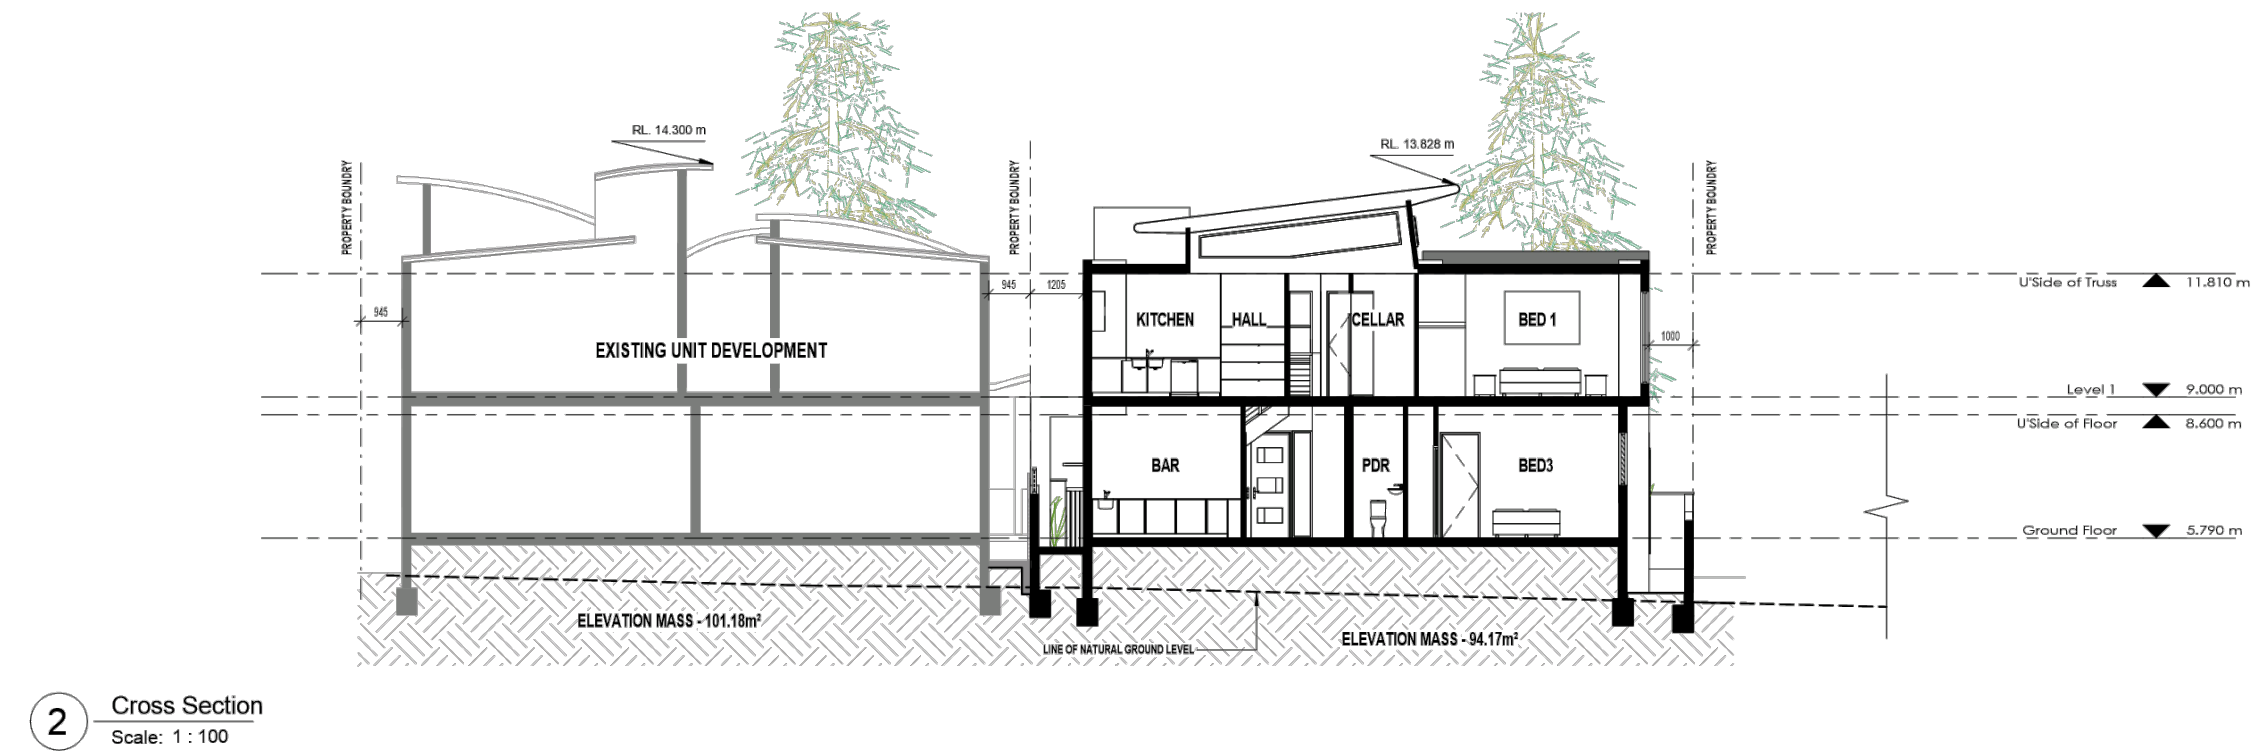 RL. 14.300 m
RL. 13.828 m
PROPERTY BOUNDRY
PROPERTY BOUNDRY
PROPERTY BOUNDRY
U'Side of Truss 11.810 m
945
945
1205
1000
KITCHEN
HALL
CELLAR
BED 1
EXISTING UNIT DEVELOPMENT
Level 1 9.000 m
U'Side of Floor 8.600 m
BAR
PDR
BED3
Ground Floor 5.790 m
ELEVATION MASS - 101.18m²
ELEVATION MASS - 94.17m²
LINE OF NATURAL GROUND LEVEL
2
Cross Section
Scale: 1 : 100